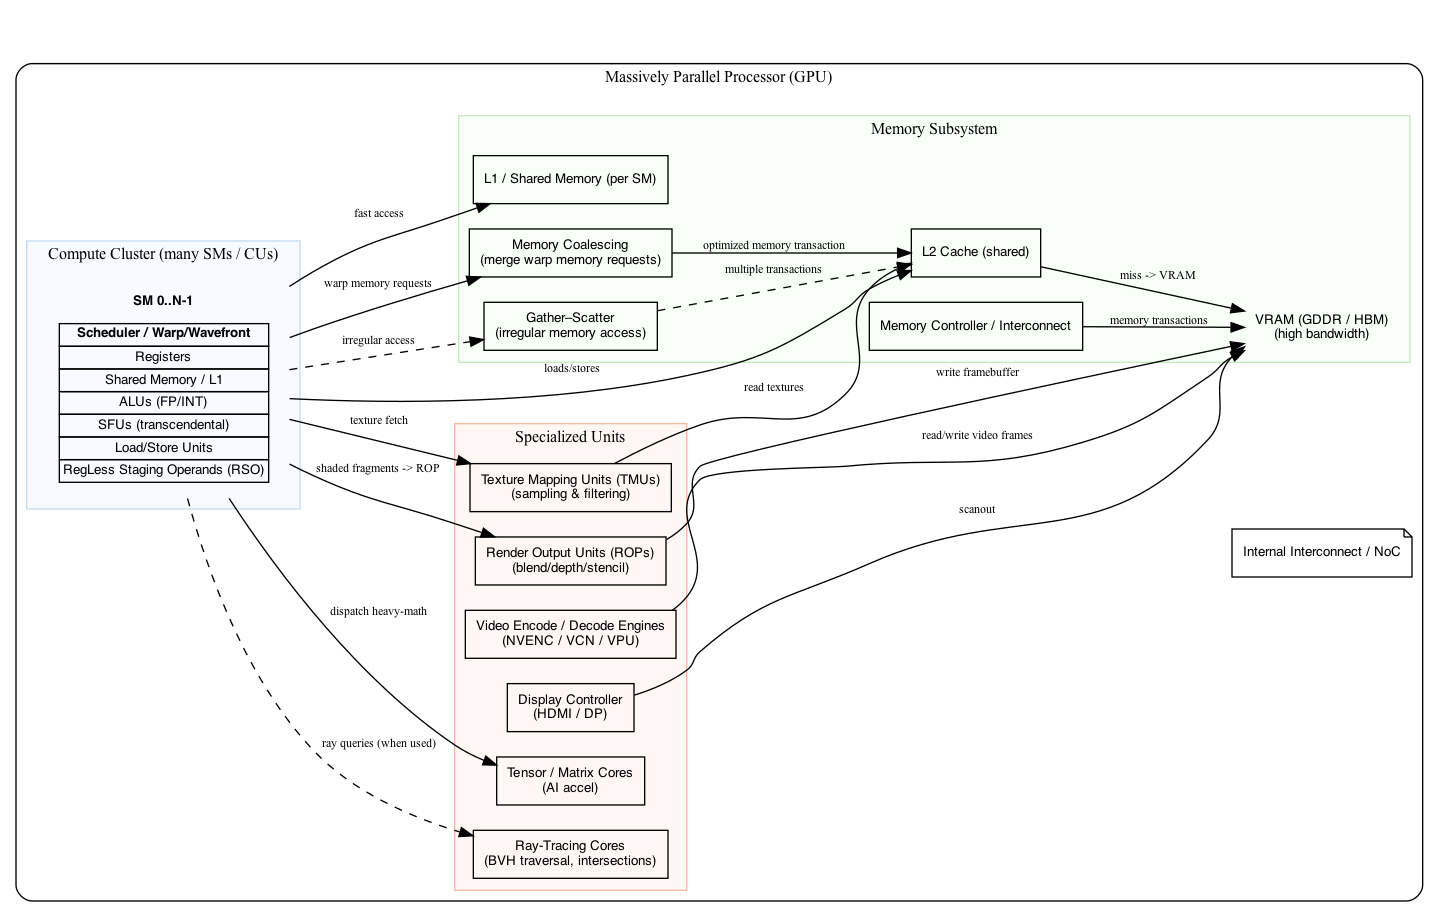 Massively Parallel Processor (GPU)
Memory Subsystem
L1 / Shared Memory (per SM)
fast access
Compute Cluster (many SMs / CUs)
SM 0..N-1
Scheduler / Warp/Wavefront
Registers
Shared Memory / L1
ALUs (FP/INT)
SFUs (transcendental)
Load/Store Units
RegLess Staging Operands (RSO)
warp memory requests
Memory Coalescing
(merge warp memory requests)
optimized memory transaction
multiple transactions
L2 Cache (shared)
miss -> VRAM
irregular access
Gather–Scatter
(irregular memory access)
Memory Controller / Interconnect
memory transactions
VRAM (GDDR / HBM)
(high bandwidth)
loads/stores
read textures
write framebuffer
texture fetch
Specialized Units
read/write video frames
shaded fragments -> ROP
Texture Mapping Units (TMUs)
(sampling & filtering)
scanout
Render Output Units (ROPs)
(blend/depth/stencil)
Internal Interconnect / NoC
dispatch heavy-math
Video Encode / Decode Engines
(NVENC / VCN / VPU)
Display Controller
(HDMI / DP)
ray queries (when used)
Tensor / Matrix Cores
(AI accel)
Ray-Tracing Cores
(BVH traversal, intersections)